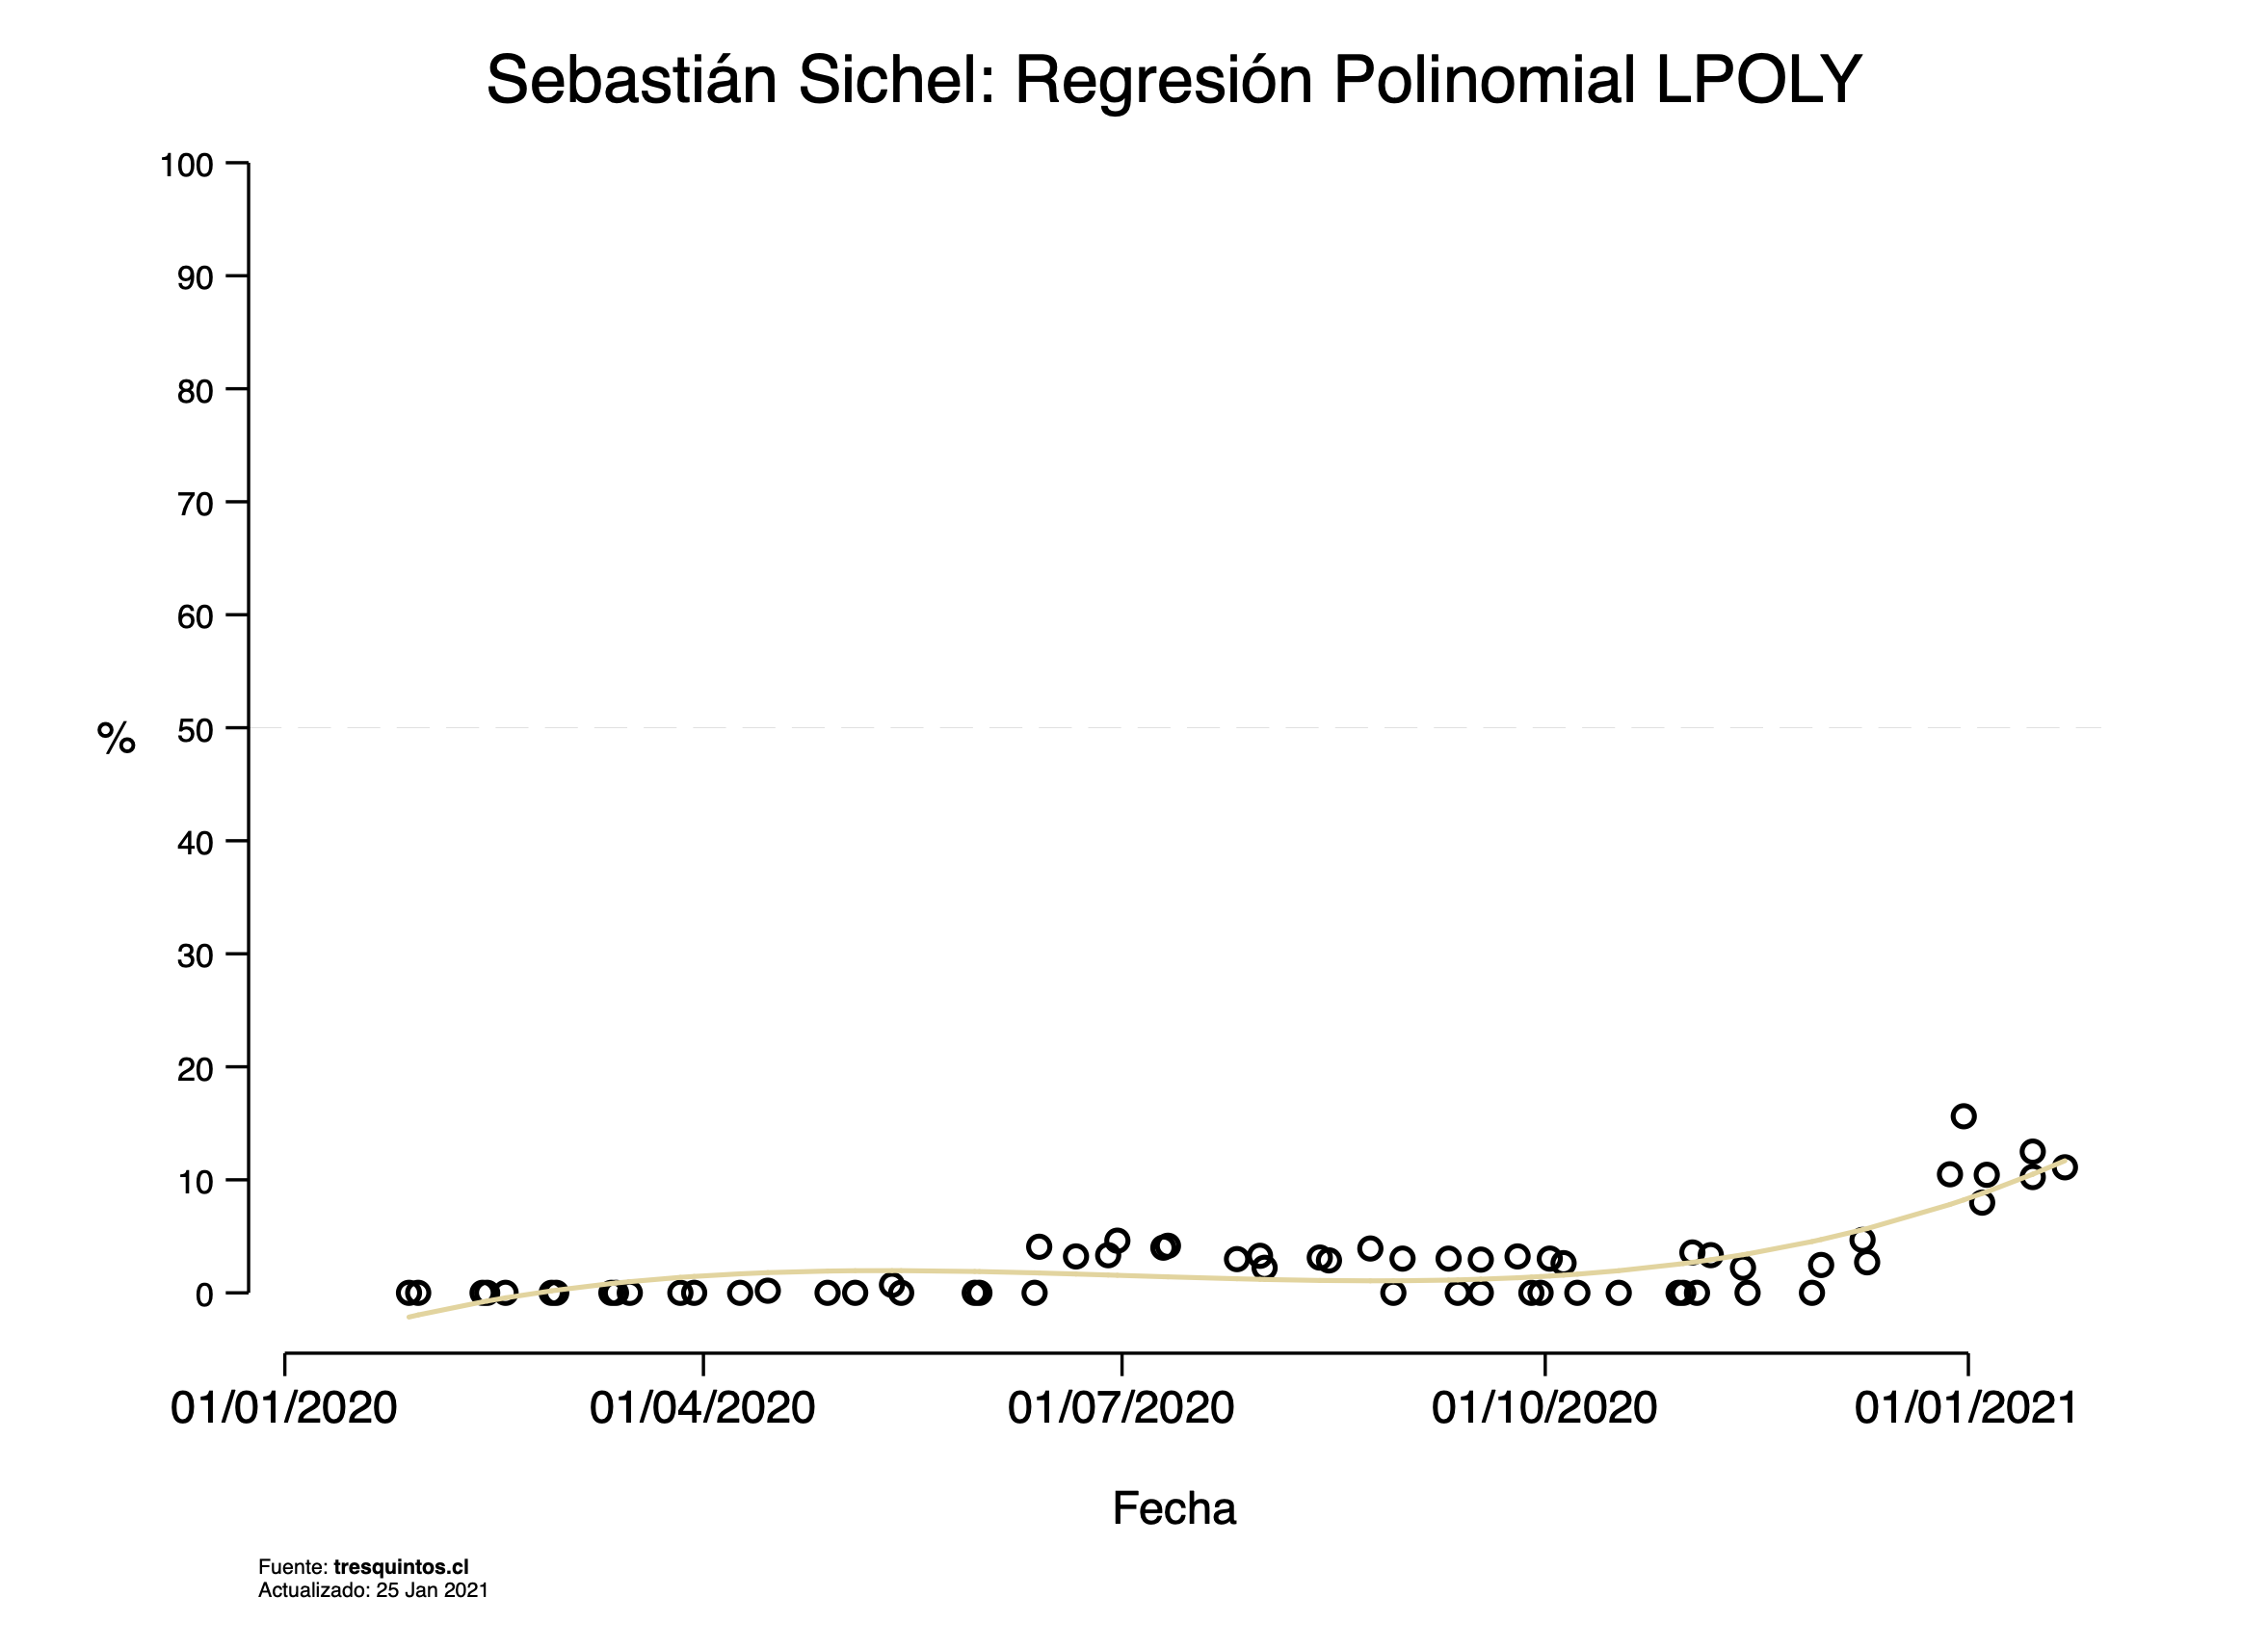 Sebastián Sichel: Regresión Polinomial LPOLY
100
90
80
70
60
50
40
30
20
10
0
%
01/01/2020 01/04/2020 01/07/2020 01/10/2020 01/01/2021
Fecha
Fuente: tresquintos.cl
Actualizado: 25 Jan 2021